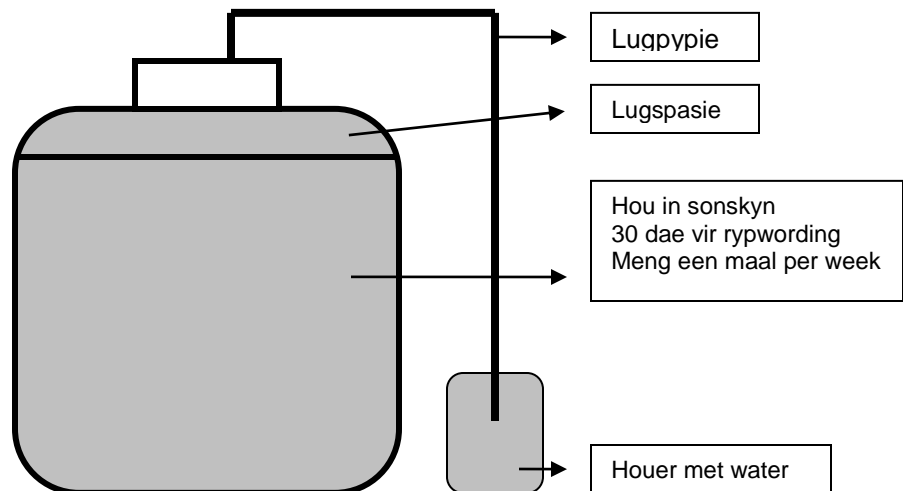 Lugpypie
Lugspasie
Hou in sonskyn
30 dae vir rypwording
Meng een maal per week
Houer met water